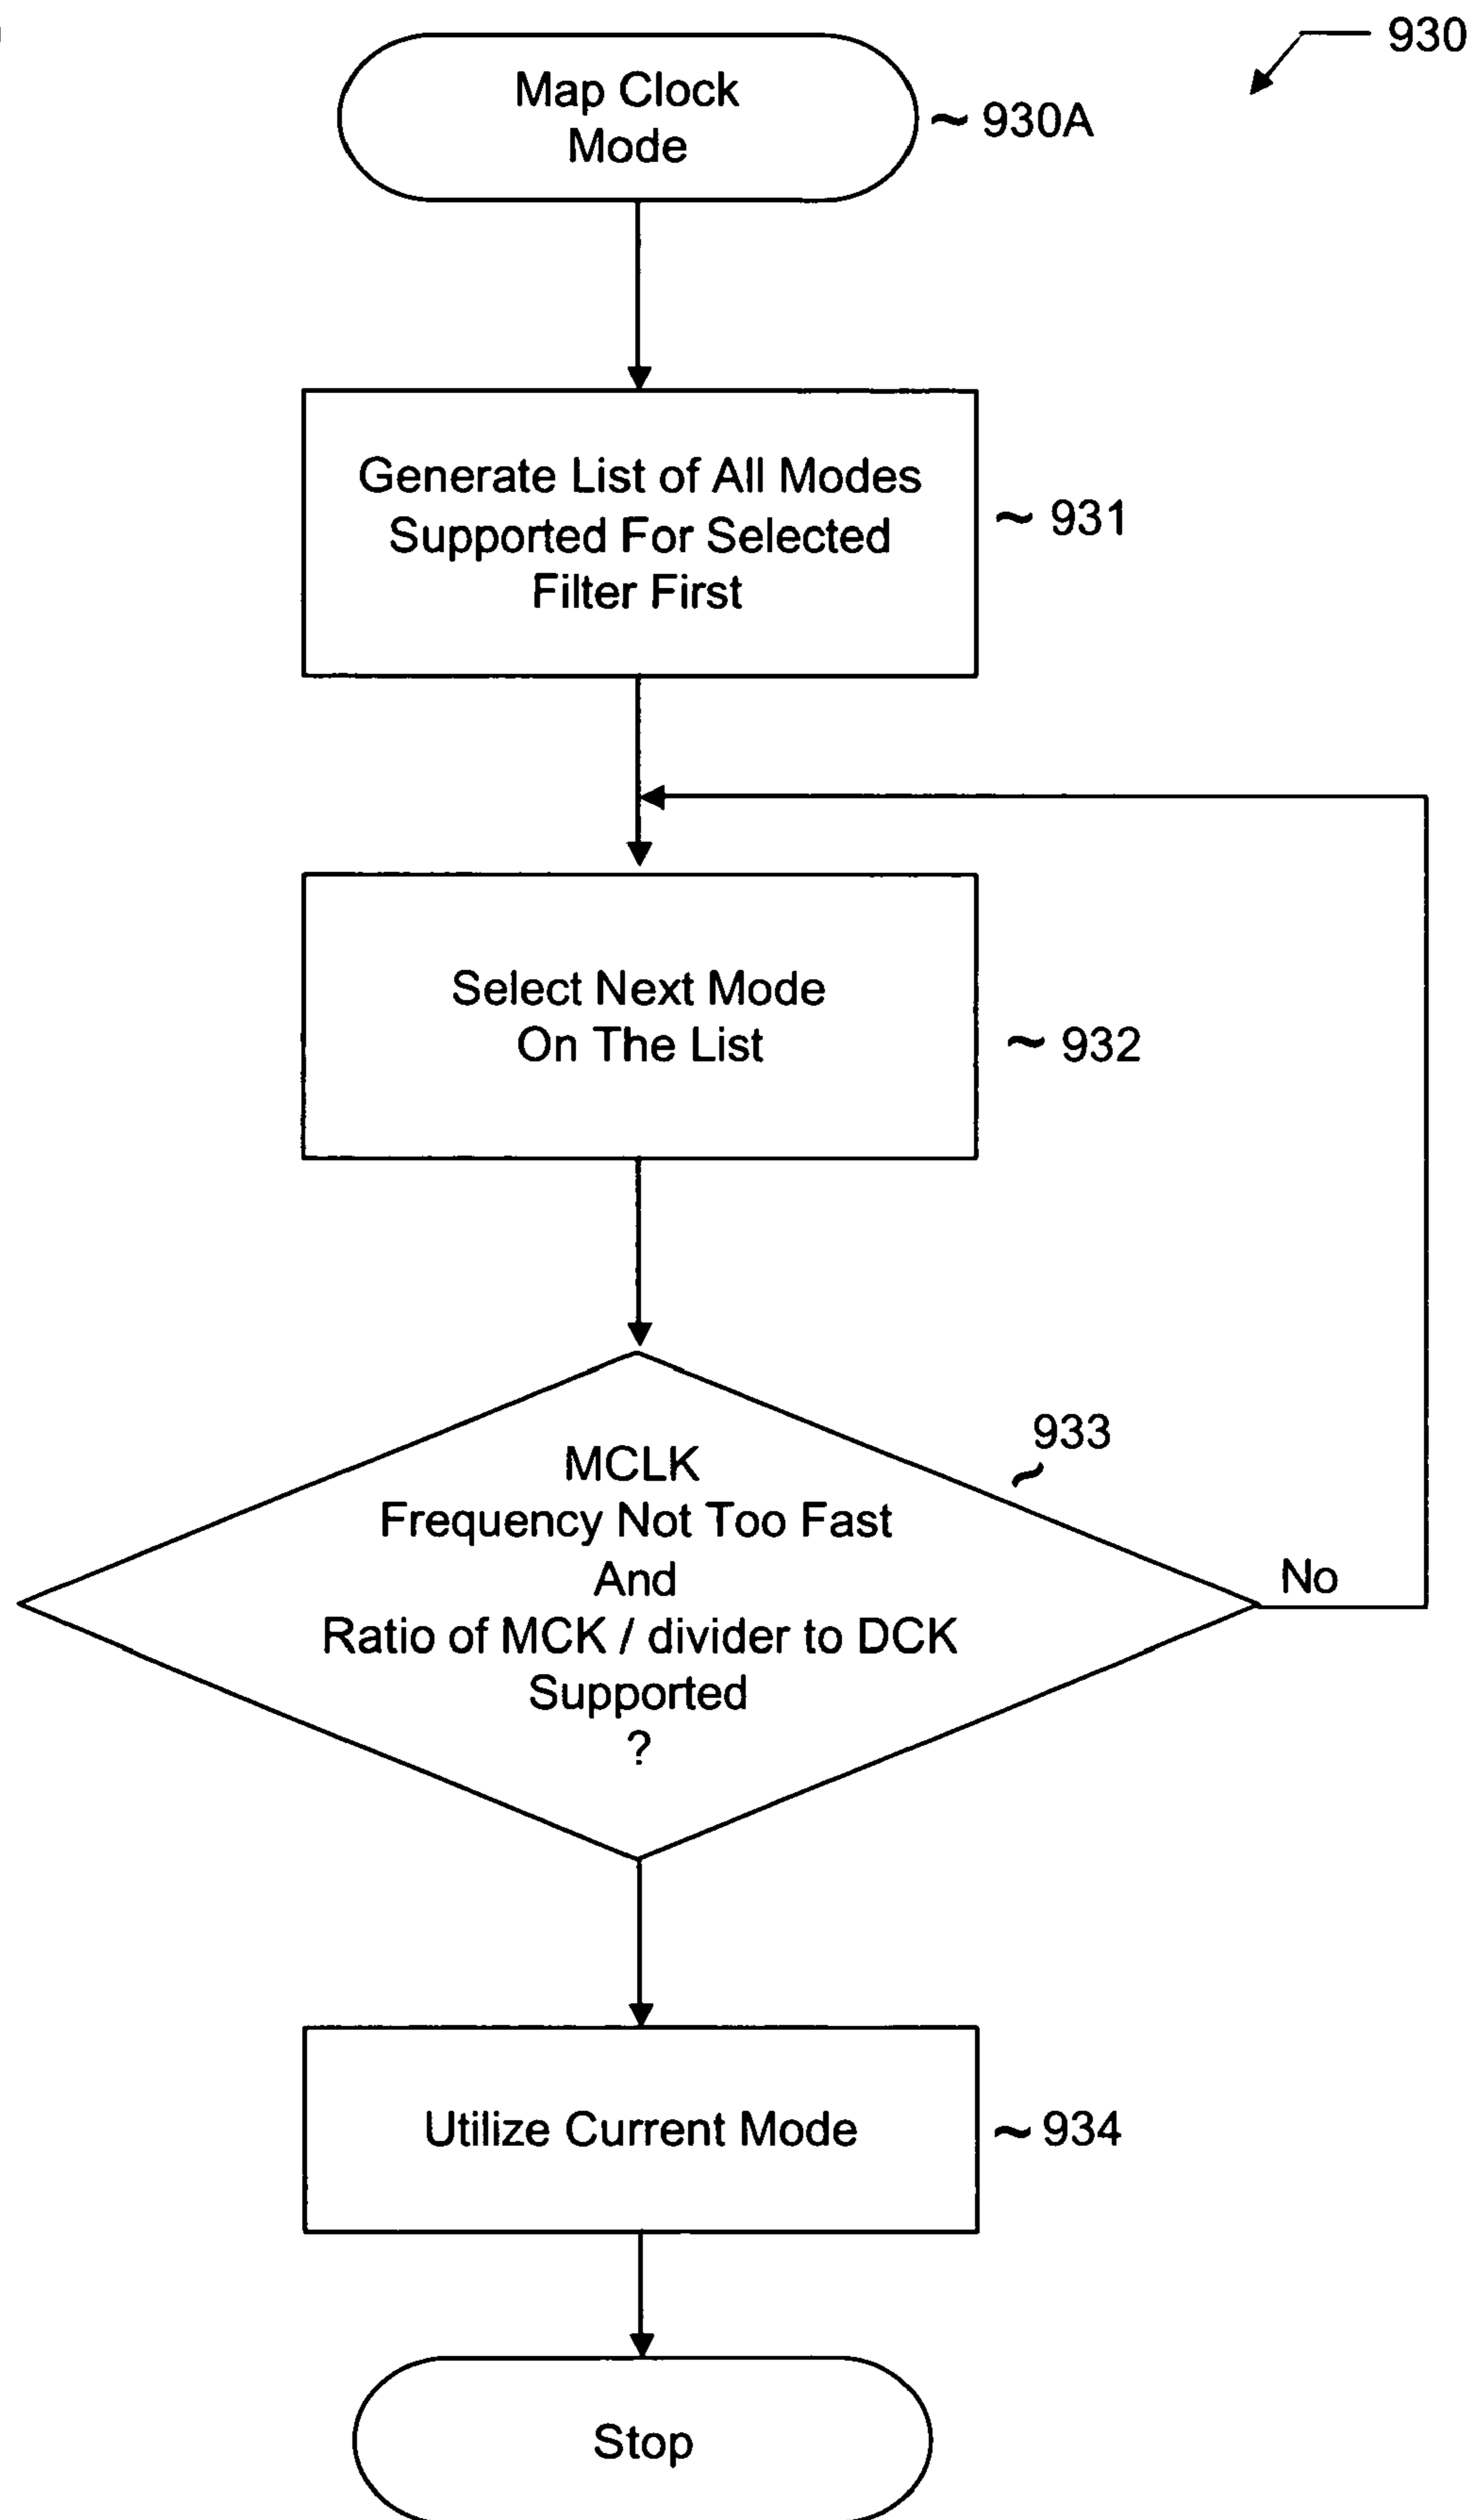 930
Map Clock
Mode
~ 930A
Generate List of All Modes
Supported For Selected
Filter First
~ 931
Select Next Mode
On The List
~ 932
933
MCLK
Frequency Not Too Fast
And
Ratio of MCK / divider to DCK
Supported
?
No
Utilize Current Mode
~ 934
Stop